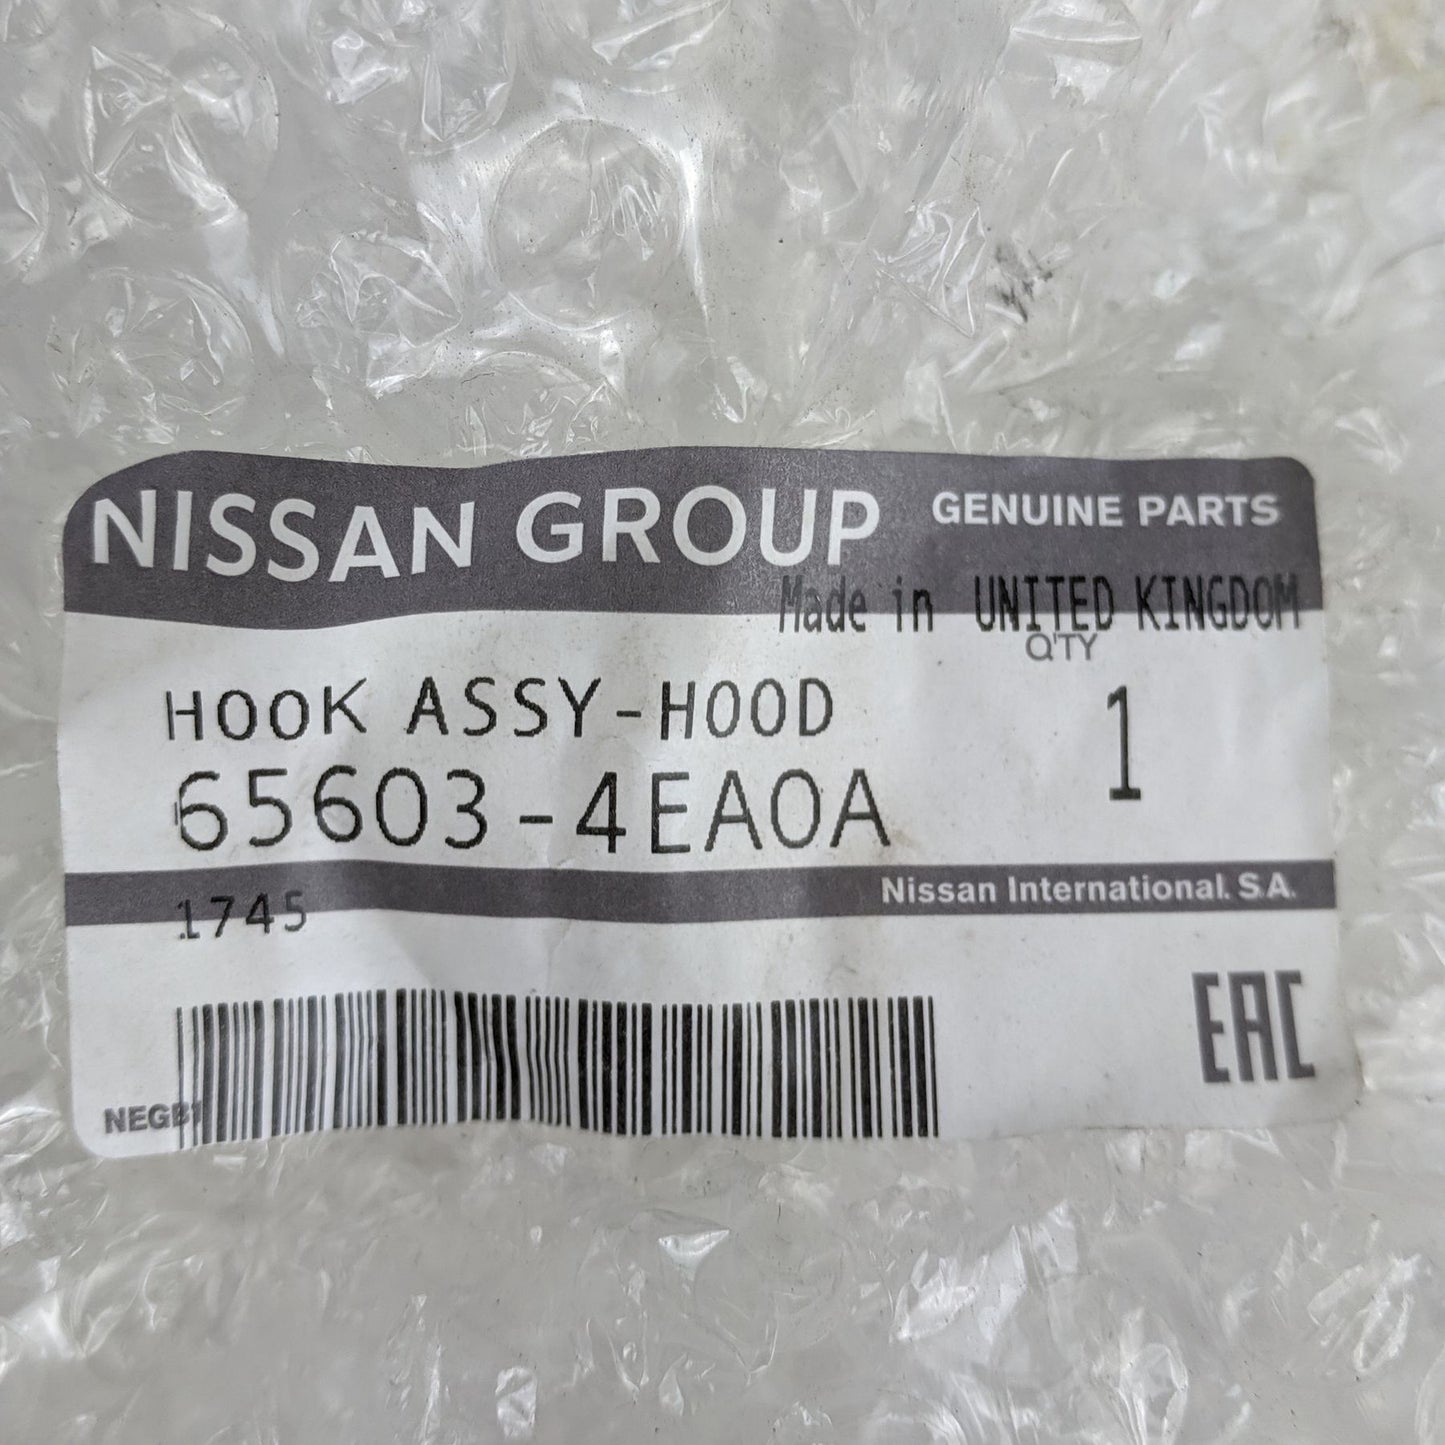 NISSAN GROUP GENUINE PARTS
Made in UNITED KINGDOM
Q'TY
HOOK ASSY-HOOD 1
65603-4EA0A
Nissan International. S.A.
1745
EAC
NEGB1